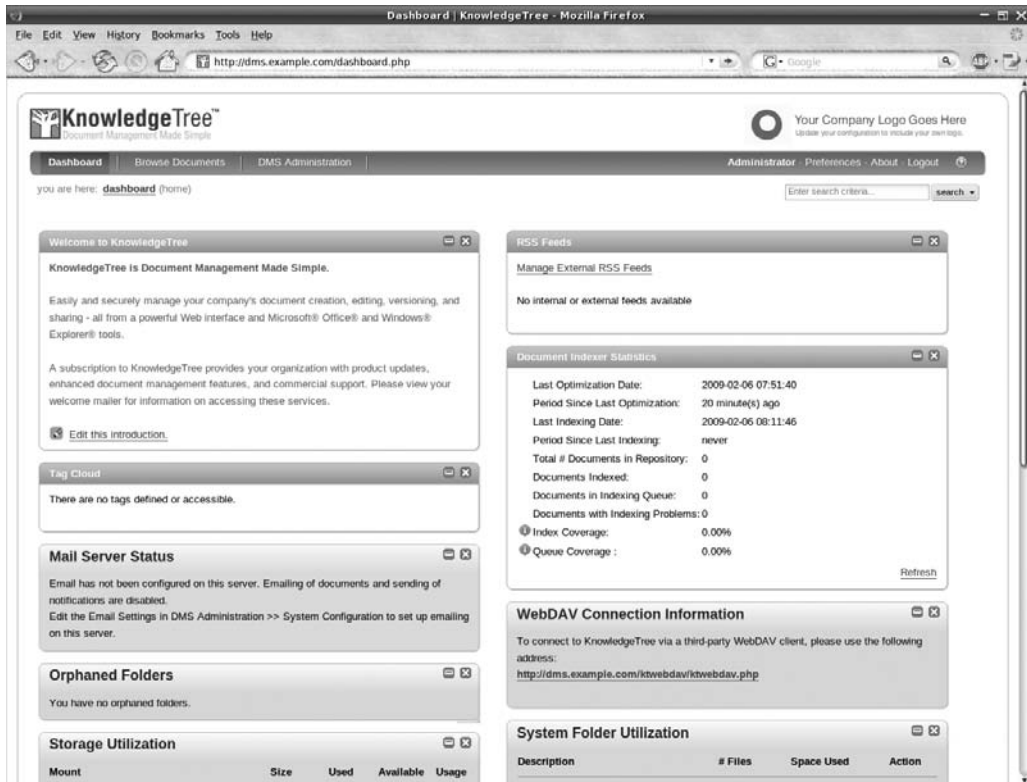 Dashboard | KnowledgeTree - Mozilla Firefox
File Edit View History Bookmarks Tools Help
http://dms.example.com/dashboard.php
G Google
KnowledgeTree™
Document Management Made Simple
Your Company Logo Goes Here
Update your configuration to include your own logo.
Dashboard Browse Documents DMS Administration
Administrator - Preferences - About - Logout
you are here: dashboard (home)
Enter search criteria... search
Welcome to KnowledgeTree
KnowledgeTree is Document Management Made Simple.
Easily and securely manage your company's document creation, editing, versioning, and
sharing - all from a powerful Web interface and Microsoft® Office® and Windows®
Explorer® tools.
A subscription to KnowledgeTree provides your organization with product updates,
enhanced document management features, and commercial support. Please view your
welcome mailer for information on accessing these services.
Edit this introduction.
Tag Cloud
There are no tags defined or accessible.
Mail Server Status
Email has not been configured on this server. Emailing of documents and sending of
notifications are disabled.
Edit the Email Settings in DMS Administration >> System Configuration to set up emailing
on this server.
Orphaned Folders
You have no orphaned folders.
Storage Utilization
Mount Size Used Available Usage
RSS Feeds
Manage External RSS Feeds
No internal or external feeds available
Document Indexer Statistics
Last Optimization Date: 2009-02-06 07:51:40
Period Since Last Optimization: 20 minute(s) ago
Last Indexing Date: 2009-02-06 08:11:46
Period Since Last Indexing: never
Total # Documents in Repository: 0
Documents Indexed: 0
Documents in Indexing Queue: 0
Documents with Indexing Problems: 0
Index Coverage: 0.00%
Queue Coverage : 0.00%
Refresh
WebDAV Connection Information
To connect to KnowledgeTree via a third-party WebDAV client, please use the following
address:
http://dms.example.com/ktwebdav/ktwebdav.php
System Folder Utilization
Description # Files Space Used Action